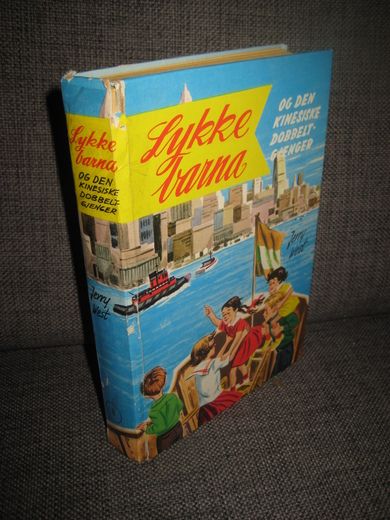 Lykke
barna
OG DEN
KINESISKE
DOBBELT-
GJENGER
Jerry
West
Lykke
barna
OG DEN
KINESISKE
DOBBELT-
GJENGER
Jerry
West